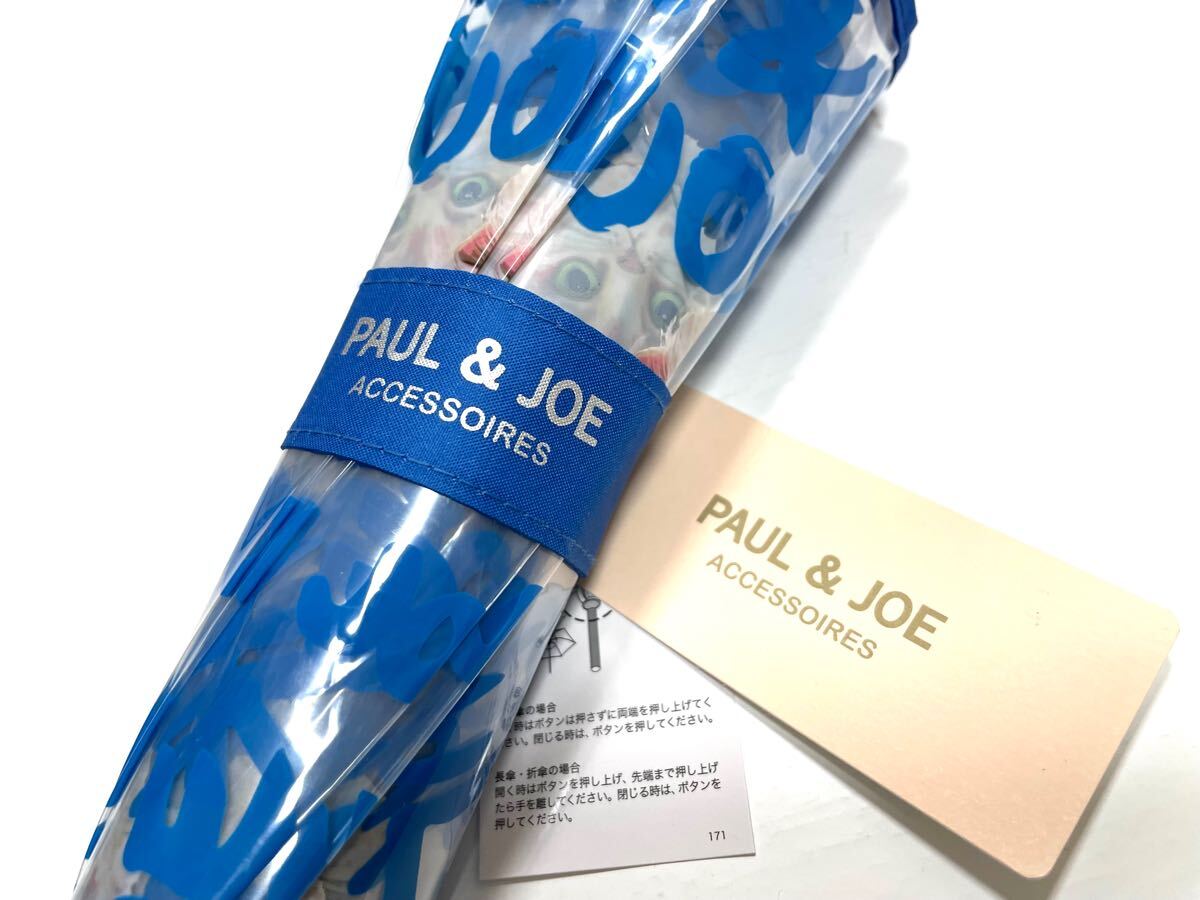 PAUL & JOE
ACCESSOIRES
PAUL & JOE
ACCESSOIRES
の場合
時はボタンは押さずに両端を押し上げてく
さい。閉じる時は、ボタンを押してください。
長傘・折傘の場合
開く時はボタンを押し上げ、先端まで押し上げ
たら手を離してください。閉じる時は、ボタンを
押してください。
171